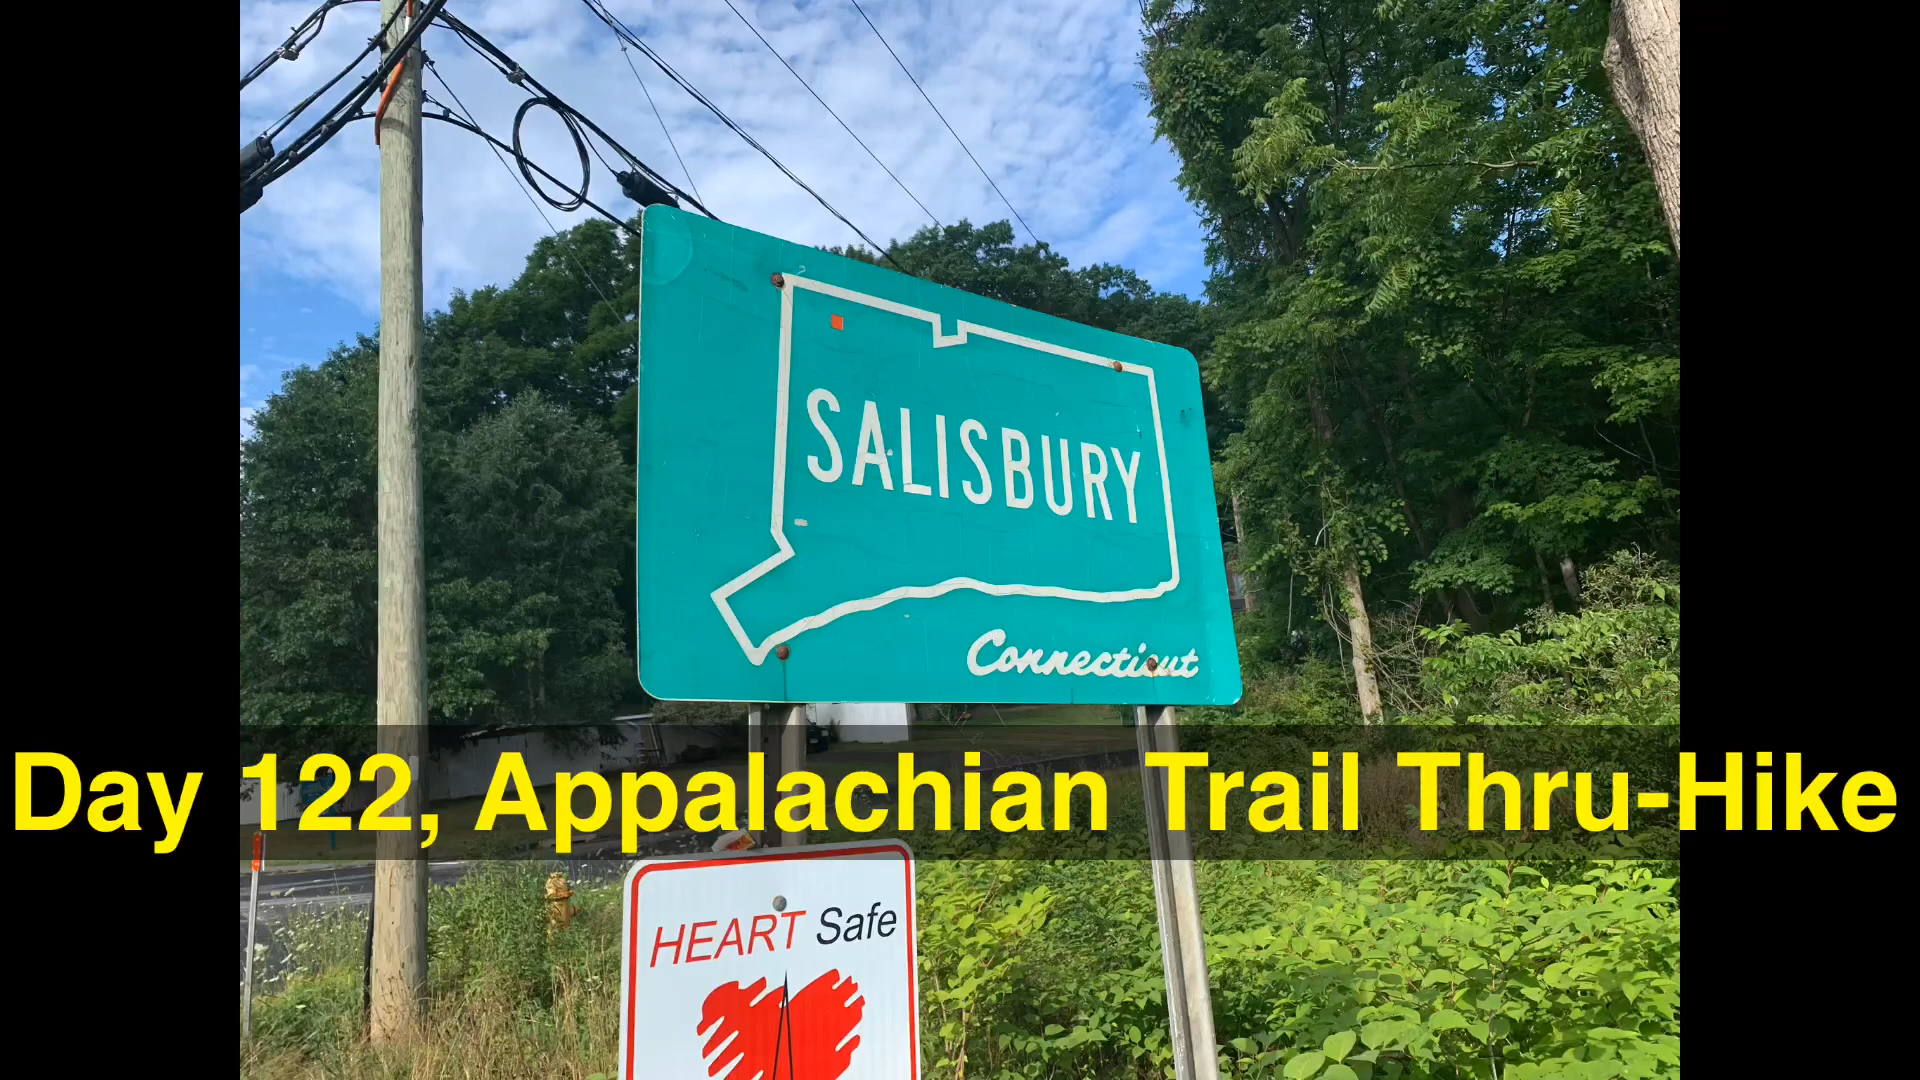 SALISBURY
Connecticut
Day 122, Appalachian Trail Thru-Hike
HEART Safe